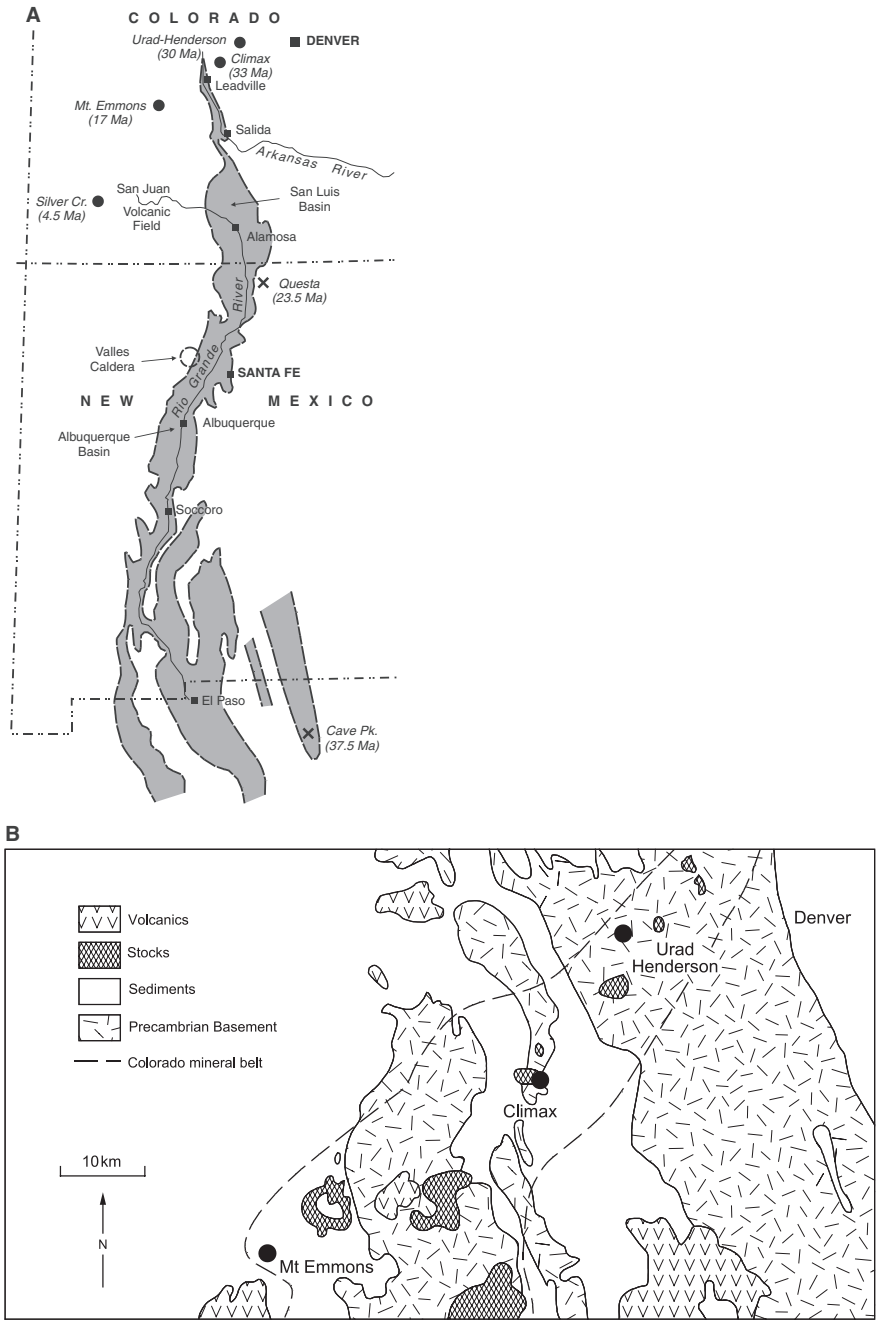 A
COLORADO
Urad-Henderson
(30 Ma)
DENVER
Climax
(33 Ma)
Leadville
Mt. Emmons
(17 Ma)
Salida
Arkansas River
San Juan
Volcanic
Field
San Luis
Basin
Silver Cr.
(4.5 Ma)
Alamosa
Questa
(23.5 Ma)
Rio Grande River
Valles
Caldera
SANTA FE
NEW MEXICO
Albuquerque
Albuquerque
Basin
Soccoro
El Paso
Cave Pk.
(37.5 Ma)
B
Volcanics
Stocks
Sediments
Precambrian Basement
Colorado mineral belt
Denver
Urad
Henderson
Climax
10 km
N
Mt Emmons